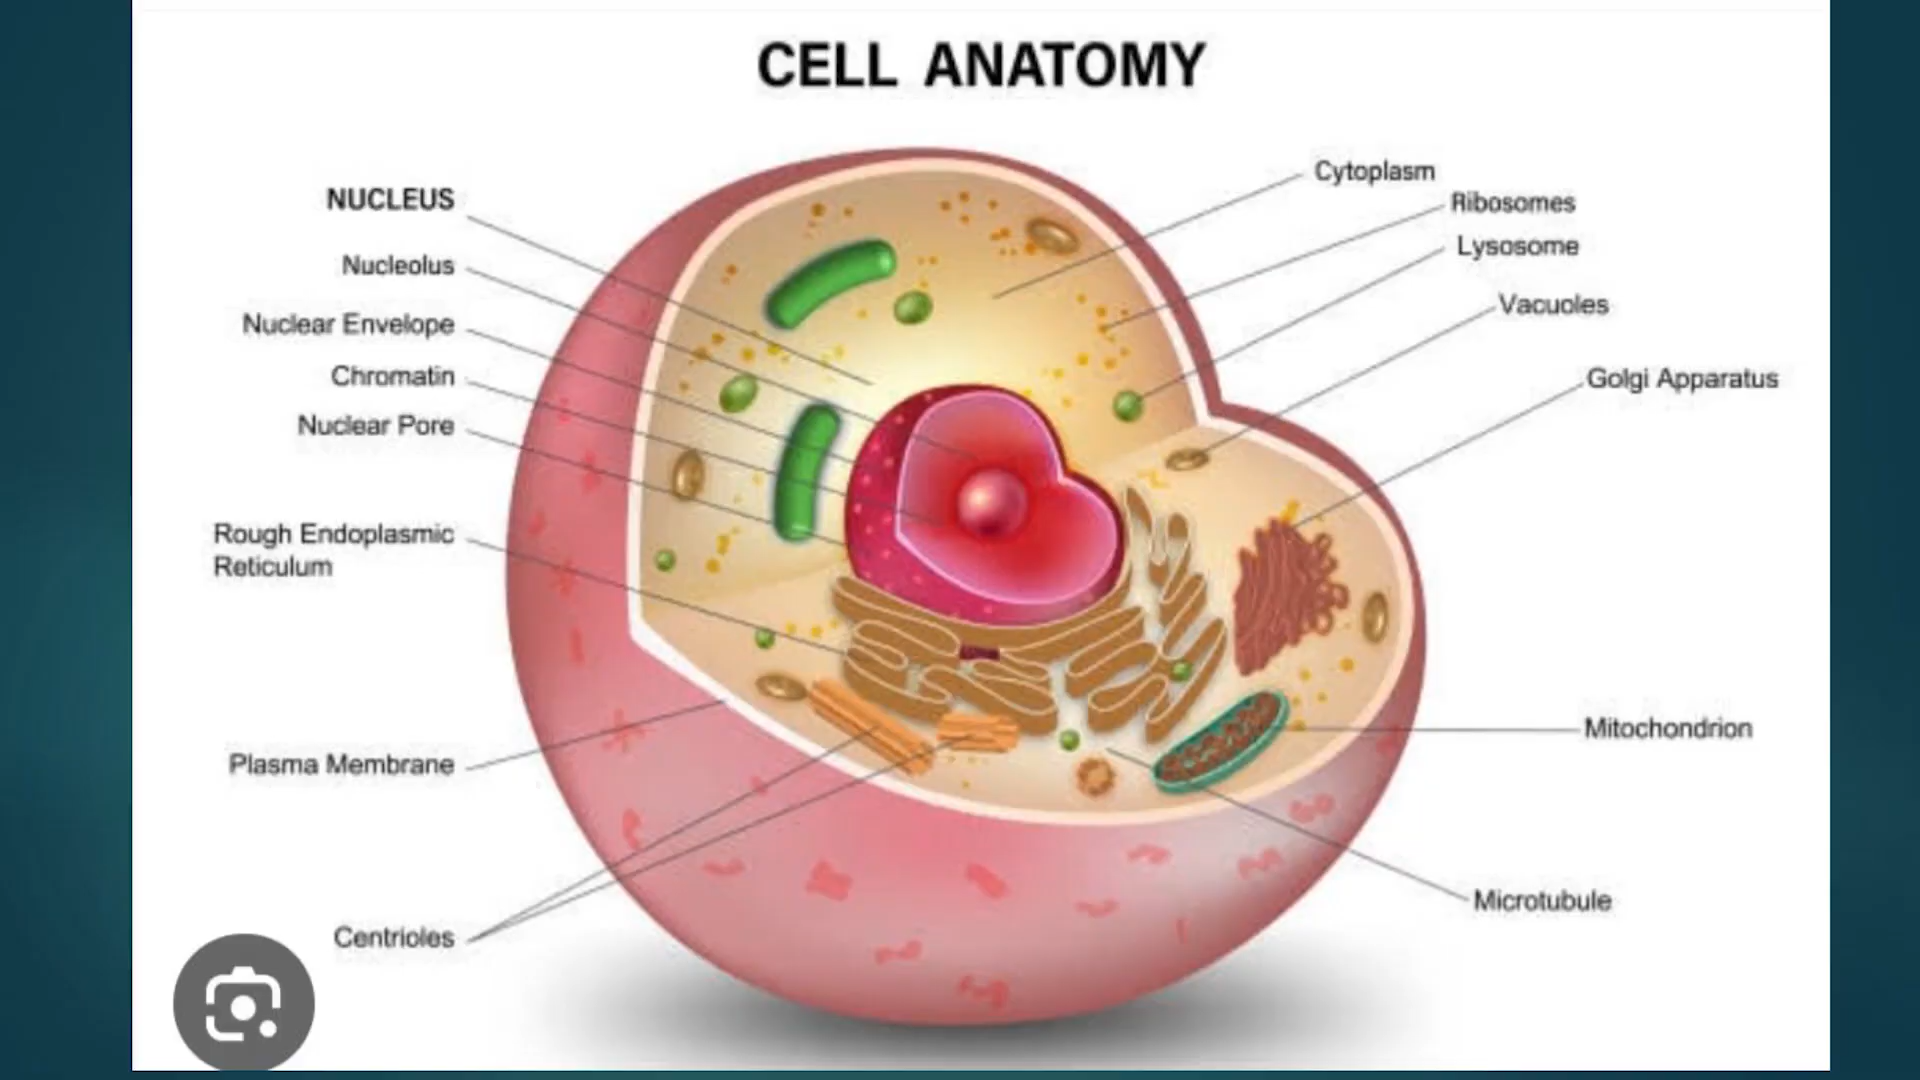 CELL ANATOMY
NUCLEUS
Nucleolus
Nuclear Envelope
Chromatin
Nuclear Pore
Rough Endoplasmic
Reticulum
Plasma Membrane
Centrioles
Cytoplasm
Ribosomes
Lysosome
Vacuoles
Golgi Apparatus
Mitochondrion
Microtubule